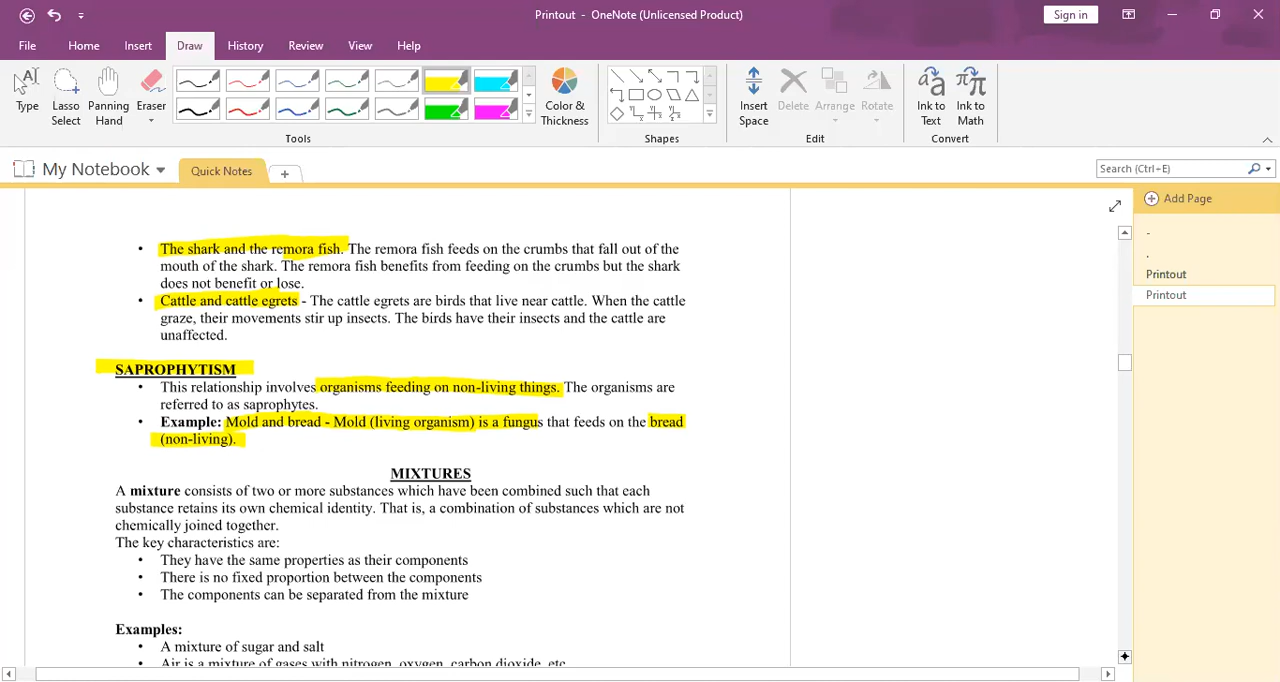 Printout - OneNote (Unlicensed Product)
Sign in
File Home Insert Draw History Review View Help
Type
Lasso Select
Panning Hand
Eraser
Color & Thickness
Insert Space
Delete
Arrange
Rotate
Ink to Text
Ink to Math
Tools
Shapes
Edit
Convert
My Notebook
Quick Notes
+
Search (Ctrl+E)
Add Page
-
.
Printout
Printout
• The shark and the remora fish. The remora fish feeds on the crumbs that fall out of the
mouth of the shark. The remora fish benefits from feeding on the crumbs but the shark
does not benefit or lose.
• Cattle and cattle egrets - The cattle egrets are birds that live near cattle. When the cattle
graze, their movements stir up insects. The birds have their insects and the cattle are
unaffected.
SAPROPHYTISM
• This relationship involves organisms feeding on non-living things. The organisms are
referred to as saprophytes.
• Example: Mold and bread - Mold (living organism) is a fungus that feeds on the bread
(non-living).
MIXTURES
A mixture consists of two or more substances which have been combined such that each
substance retains its own chemical identity. That is, a combination of substances which are not
chemically joined together.
The key characteristics are:
• They have the same properties as their components
• There is no fixed proportion between the components
• The components can be separated from the mixture
Examples:
• A mixture of sugar and salt
• Air is a mixture of gases with nitrogen, oxygen, carbon dioxide, etc